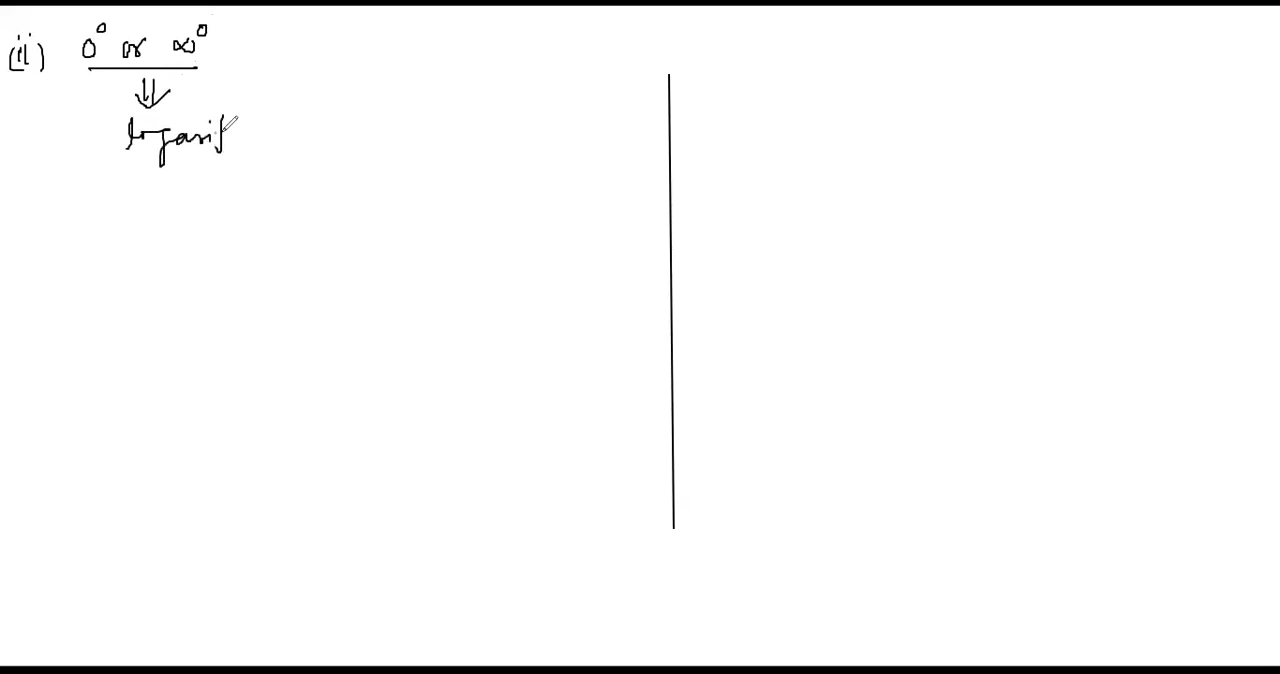 (ii) 0⁰ or ∞⁰
⇓
logarit